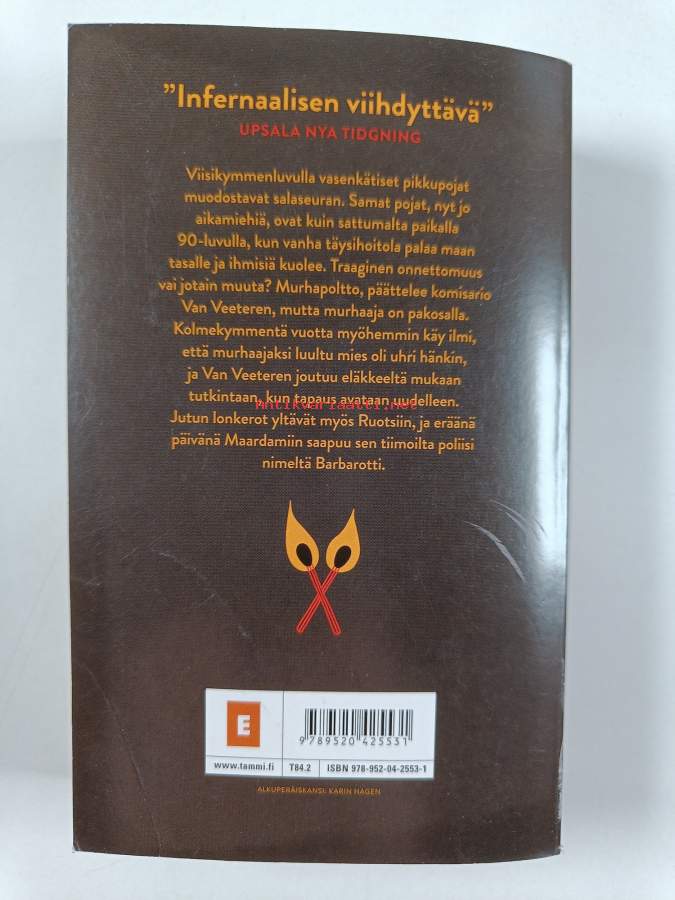 ”Infernaalisen viihdyttävä”
UPSALA NYA TIDGNING
Viisikymmenluvulla vasenkätiset pikkupojat
muodostavat salaseuran. Samat pojat, nyt jo
aikamiehiä, ovat kuin sattumalta paikalla
90-luvulla, kun vanha täysihoitola palaa maan
tasalle ja ihmisiä kuolee. Traaginen onnettomuus
vai jotain muuta? Murhapoltto, päättelee komisario
Van Veeteren, mutta murhaaja on pakosalla.
Kolmekymmentä vuotta myöhemmin käy ilmi,
että murhaajaksi luultu mies oli uhri hänkin,
ja Van Veeteren joutuu eläkkeeltä mukaan
tutkintaan, kun tapaus avataan uudelleen.
Antikvariaatti.net
Jutun lonkerot yltävät myös Ruotsiin, ja eräänä
päivänä Maardamiin saapuu sen tiimoilta poliisi
nimeltä Barbarotti.
E
9 789520 425531
www.tammi.fi
T84.2
ISBN 978-952-04-2553-1
ALKUPERÄISKANSI: KARIN HAGEN